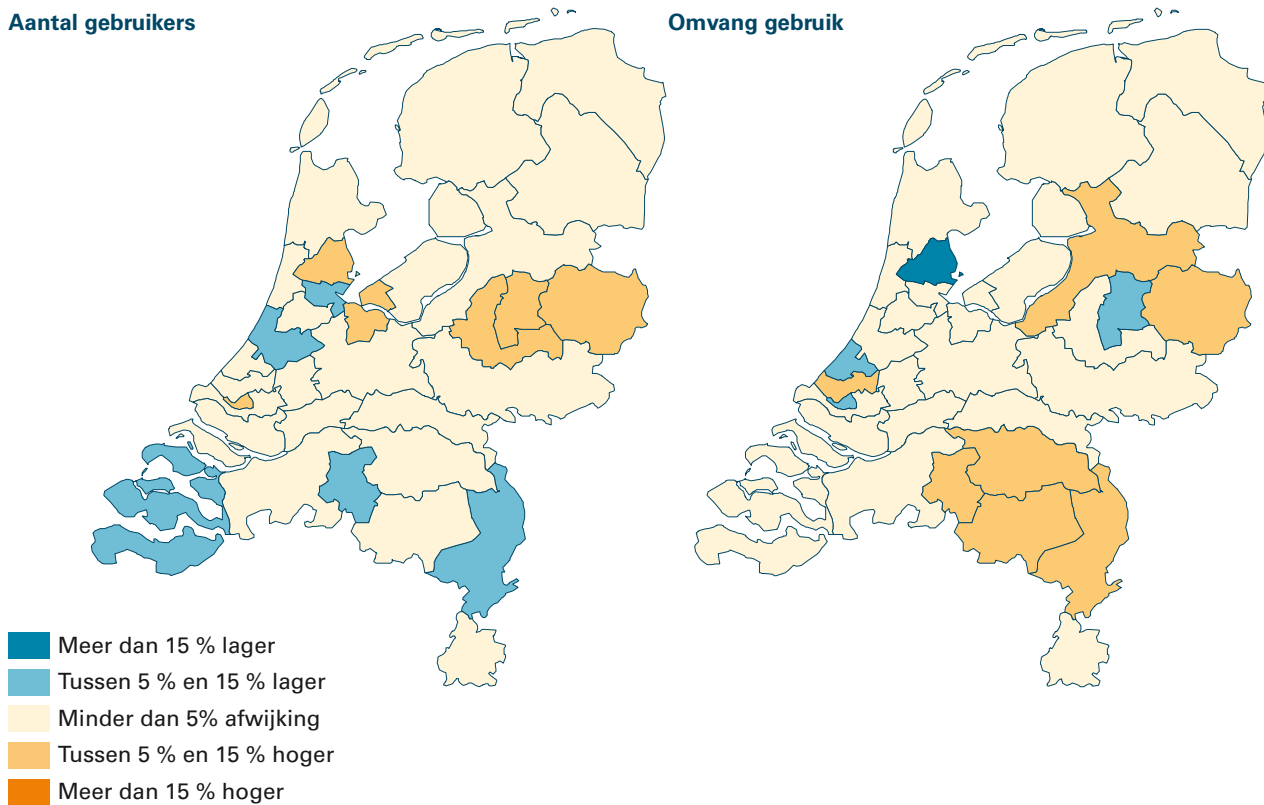 Aantal gebruikers
Omvang gebruik
Meer dan 15 % lager
Tussen 5 % en 15 % lager
Minder dan 5% afwijking
Tussen 5 % en 15 % hoger
Meer dan 15 % hoger